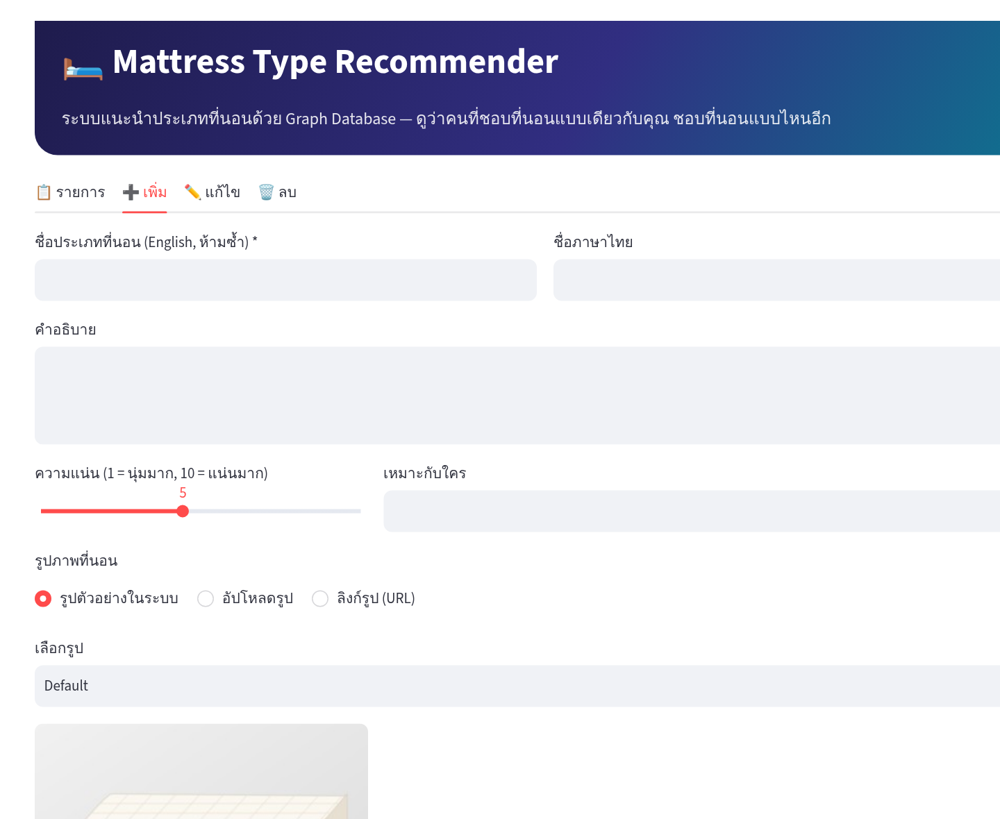 🛏️ Mattress Type Recommender
ระบบแนะนำประเภทที่นอนด้วย Graph Database — ดูว่าคนที่ชอบที่นอนแบบเดียวกับคุณ ชอบที่นอนแบบไหนอีก
📋 รายการ ➕ เพิ่ม ✏️ แก้ไข 🗑️ ลบ
ชื่อประเภทที่นอน (English, ห้ามซ้ำ) * ชื่อภาษาไทย
คำอธิบาย
ความแน่น (1 = นุ่มมาก, 10 = แน่นมาก) เหมาะกับใคร
5
รูปภาพที่นอน
รูปตัวอย่างในระบบ อัปโหลดรูป ลิงก์รูป (URL)
เลือกรูป
Default